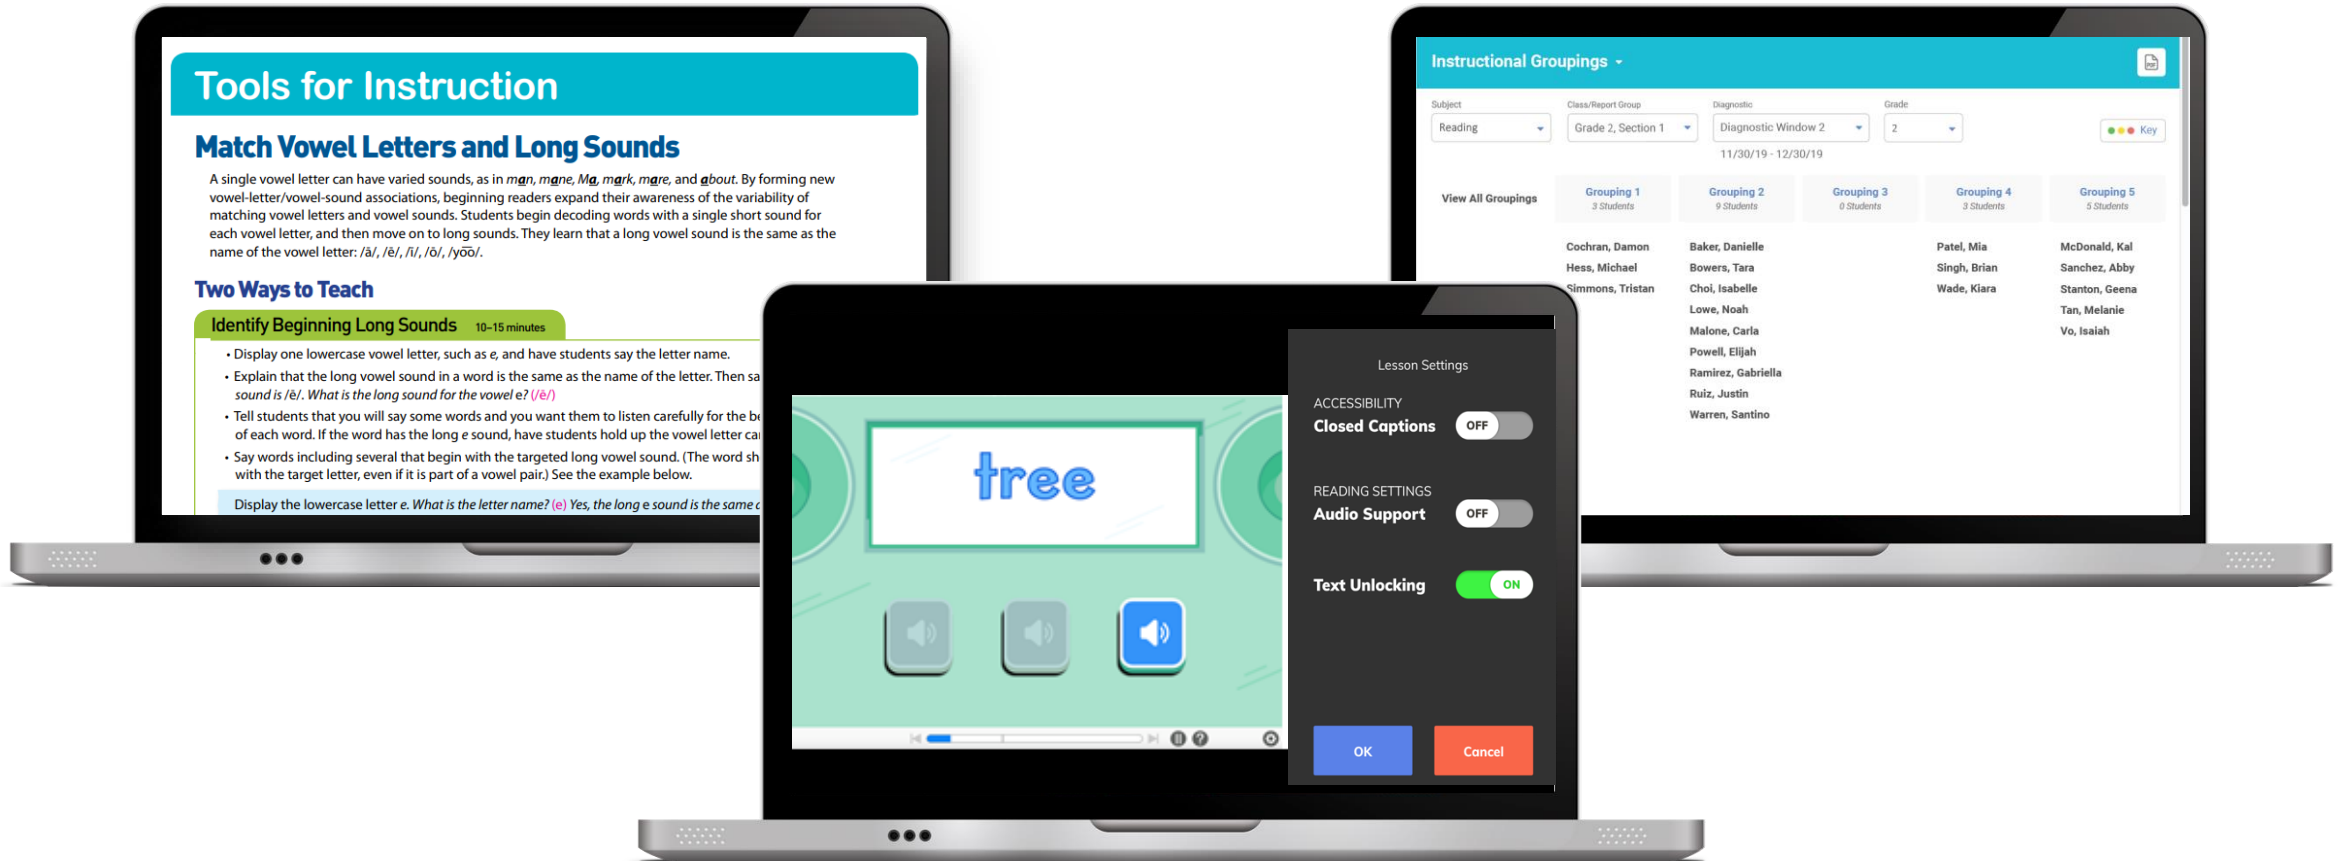 Tools for Instruction
Match Vowel Letters and Long Sounds
A single vowel letter can have varied sounds, as in man, mane, Ma, mark, mare, and about. By forming new
vowel-letter/vowel-sound associations, beginning readers expand their awareness of the variability of
matching vowel letters and vowel sounds. Students begin decoding words with a single short sound for
each vowel letter, and then move on to long sounds. They learn that a long vowel sound is the same as the
name of the vowel letter: /ā/, /ē/, /ī/, /ō/, /yo͞o/.
Two Ways to Teach
Identify Beginning Long Sounds 10–15 minutes
• Display one lowercase vowel letter, such as e, and have students say the letter name.
• Explain that the long vowel sound in a word is the same as the name of the letter. Then
sound is /ē/. What is the long sound for the vowel e? (/ē/)
• Tell students that you will say some words and you want them to listen carefully for the
of each word. If the word has the long e sound, have students hold up the vowel letter
• Say words including several that begin with the targeted long vowel sound. (The word
with the target letter, even if it is part of a vowel pair.) See the example below.
Display the lowercase letter e. What is the letter name? (e) Yes, the long e sound is the same
tree
Lesson Settings
ACCESSIBILITY
Closed Captions OFF
READING SETTINGS
Audio Support OFF
Text Unlocking ON
OK Cancel
Instructional Groupings
PDF
Subject Class/Report Group Diagnostic Grade
Reading Grade 2, Section 1 Diagnostic Window 2 2 Key
11/30/19 - 12/30/19
View All Groupings Grouping 1 Grouping 2 Grouping 3 Grouping 4 Grouping 5
3 Students 9 Students 0 Students 3 Students 5 Students
Cochran, Damon Baker, Danielle Patel, Mia McDonald, Kal
Hess, Michael Bowers, Tara Singh, Brian Sanchez, Abby
Simmons, Tristan Choi, Isabelle Wade, Kiara Stanton, Geena
Lowe, Noah Tan, Melanie
Malone, Carla Vo, Isaiah
Powell, Elijah
Ramirez, Gabriella
Ruiz, Justin
Warren, Santino